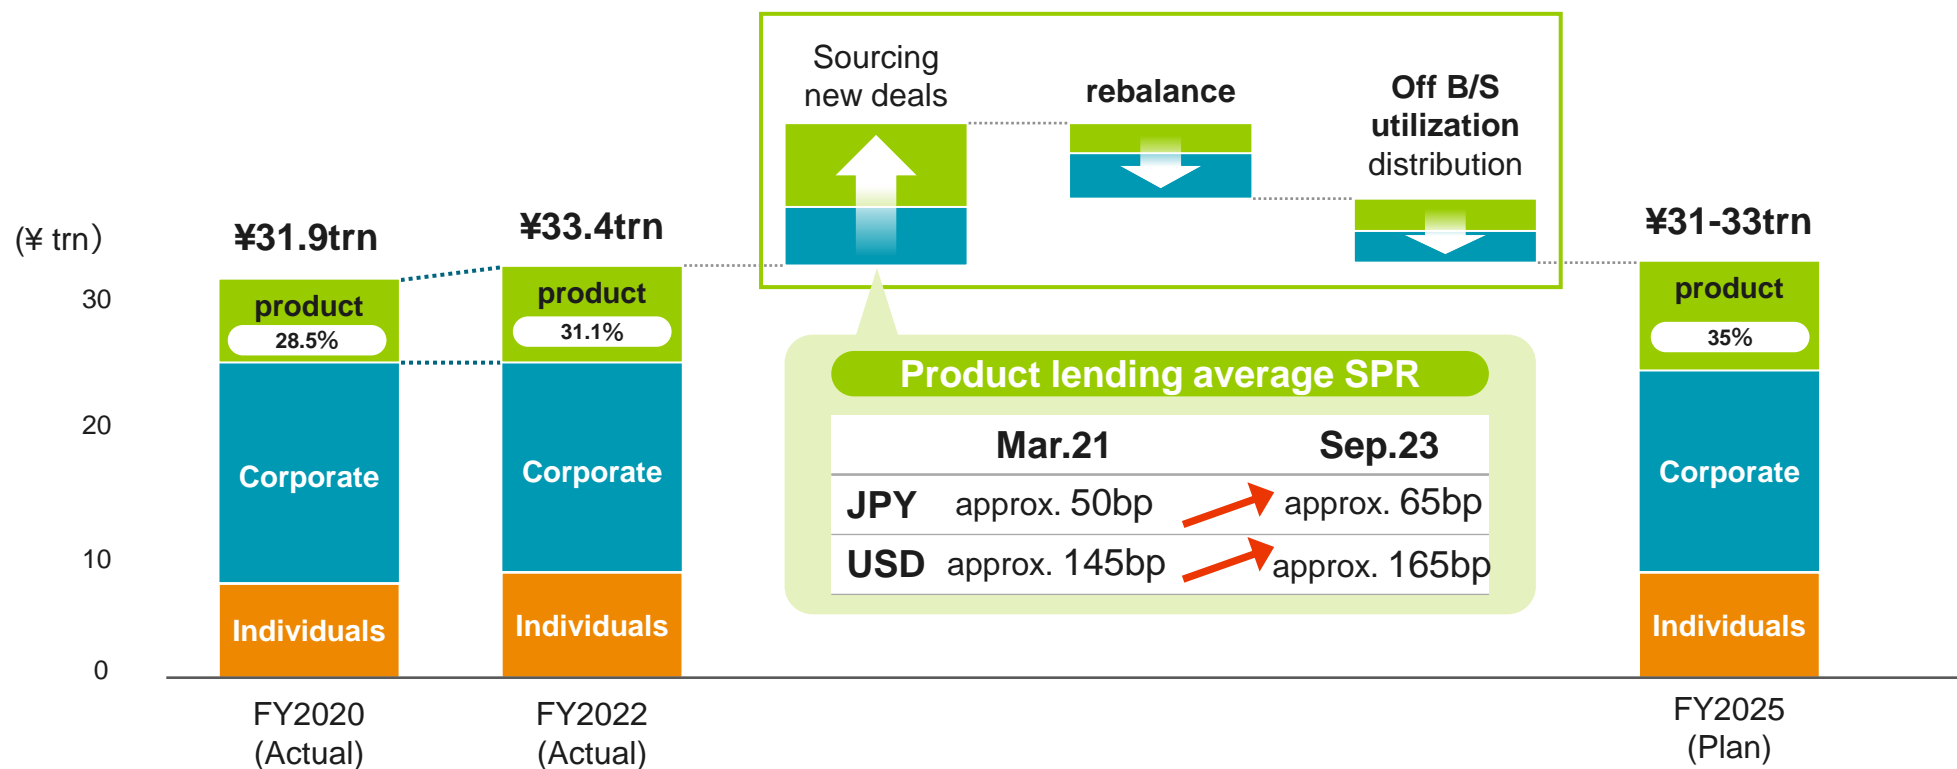 (¥ trn）
30
20
10
0
¥31.9trn
product
28.5%
Corporate
Individuals
FY2020
(Actual)
¥33.4trn
product
31.1%
Corporate
Individuals
FY2022
(Actual)
Sourcing
new deals
rebalance
Off B/S
utilization
distribution
Product lending average SPR
Mar.21 Sep.23
JPY approx. 50bp approx. 65bp
USD approx. 145bp approx. 165bp
¥31-33trn
product
35%
Corporate
Individuals
FY2025
(Plan)